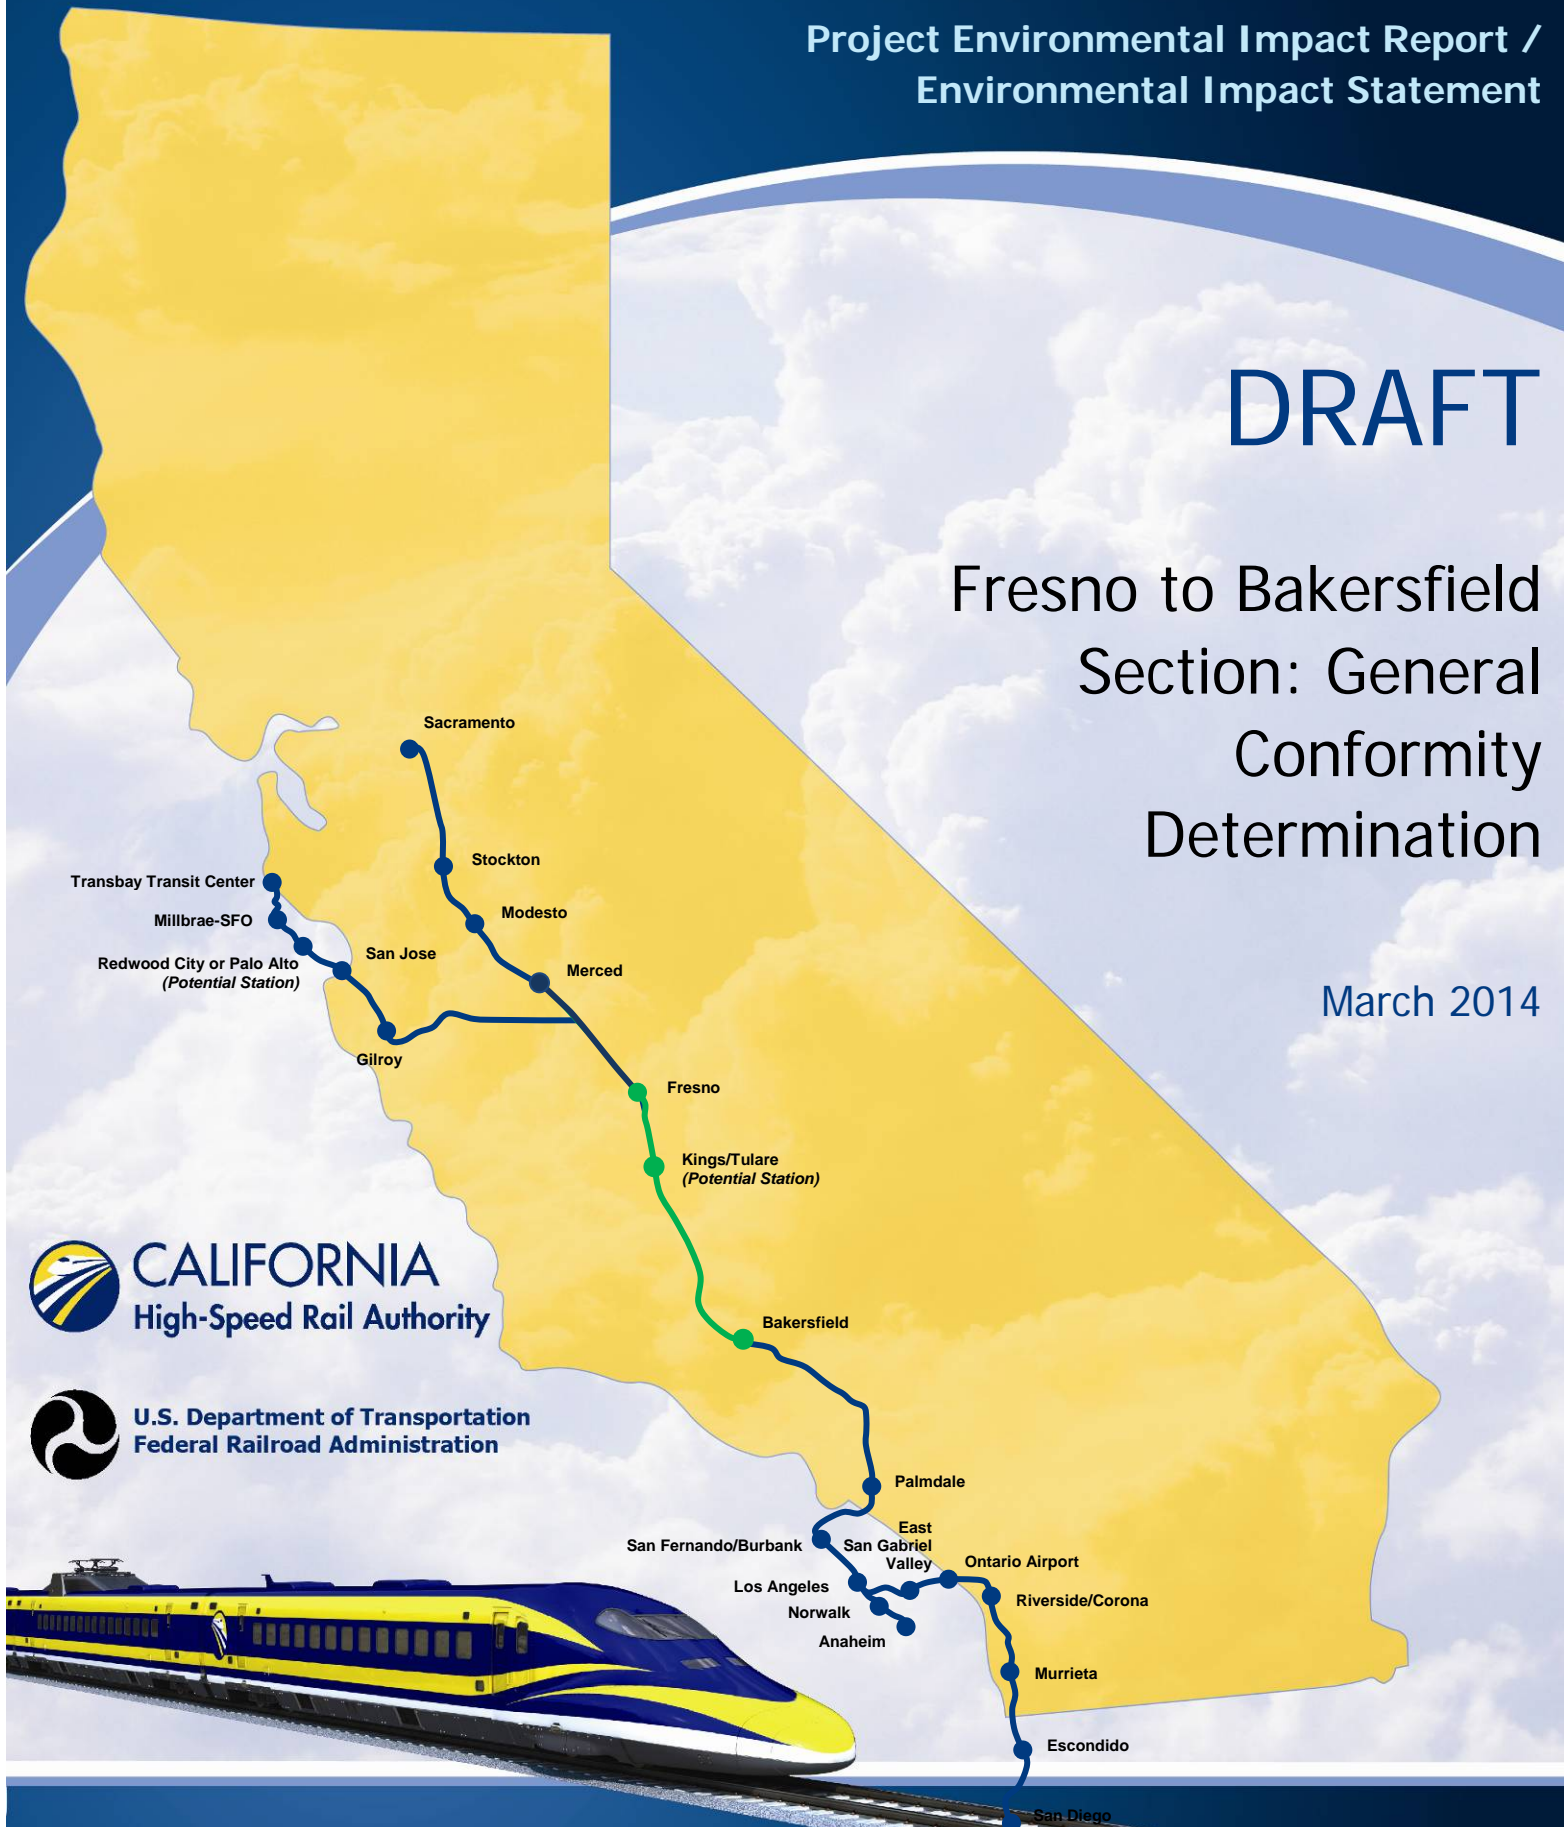 Project Environmental Impact Report /
Environmental Impact Statement
DRAFT
Fresno to Bakersfield
Section: General
Conformity
Determination
March 2014
Sacramento
Stockton
Modesto
Merced
Transbay Transit Center
Millbrae-SFO
Redwood City or Palo Alto
(Potential Station)
San Jose
Gilroy
Fresno
Kings/Tulare
(Potential Station)
Bakersfield
CALIFORNIA
High-Speed Rail Authority
U.S. Department of Transportation
Federal Railroad Administration
Palmdale
San Fernando/Burbank
East
San Gabriel
Valley
Ontario Airport
Los Angeles
Riverside/Corona
Norwalk
Anaheim
Murrieta
Escondido
San Diego